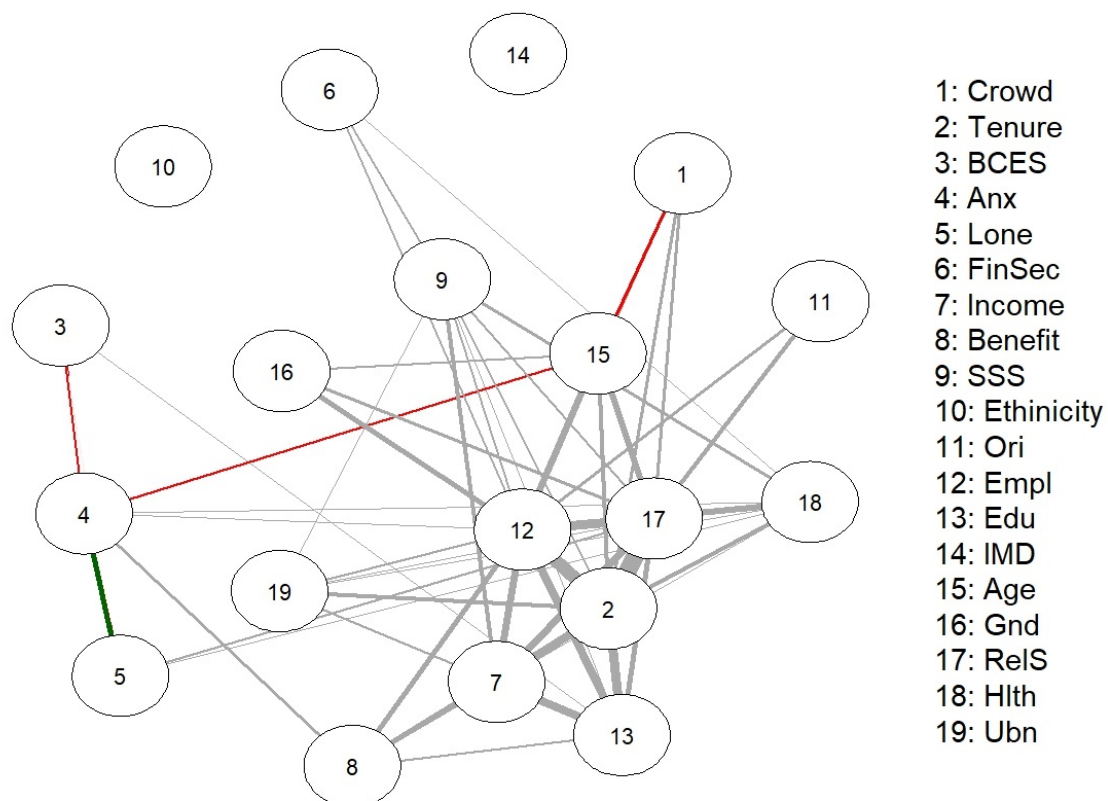 14
6
10
1
9
11
3
15
16
18
4
17
12
19
2
5
7
13
8
1: Crowd
2: Tenure
3: BCES
4: Anx
5: Lone
6: FinSec
7: Income
8: Benefit
9: SSS
10: Ethinicity
11: Ori
12: Empl
13: Edu
14: IMD
15: Age
16: Gnd
17: RelS
18: Hlth
19: Ubn